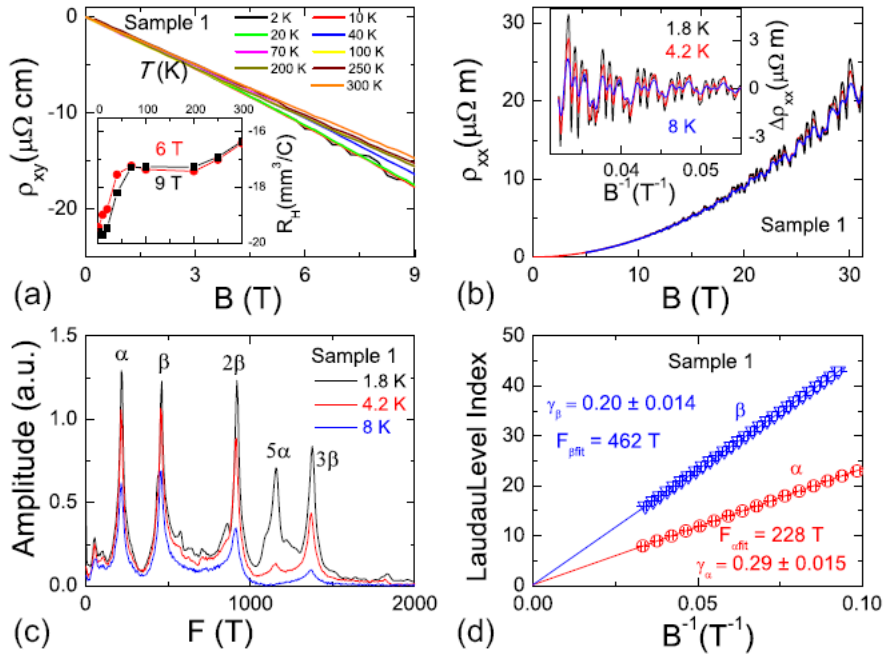 Sample 1
2 K 10 K
20 K 40 K
70 K 100 K
200 K 250 K
300 K
T(K)
0 100 200 300
6 T
9 T
-16
-18
-20
R_H(mm³/C)
0
-10
-20
ρ_xy(μΩ cm)
0 3 6 9
B (T)
(a)
1.8 K
4.2 K
8 K
3
0
-3
Δρ_xx(μΩ m)
0.04 0.05
B⁻¹(T⁻¹)
Sample 1
30
20
10
0
ρ_xx(μΩ m)
0 10 20 30
B (T)
(b)
Sample 1
1.8 K
4.2 K
8 K
α
β
2β
5α
3β
1.5
1.0
0.5
0.0
Amplitude (a.u.)
0 1000 2000
F (T)
(c)
Sample 1
γ_β = 0.20 ± 0.014
F_βfit = 462 T
β
α
F_αfit = 228 T
γ_α = 0.29 ± 0.015
50
40
30
20
10
0
LaudauLevel Index
0.00 0.05 0.10
B⁻¹(T⁻¹)
(d)